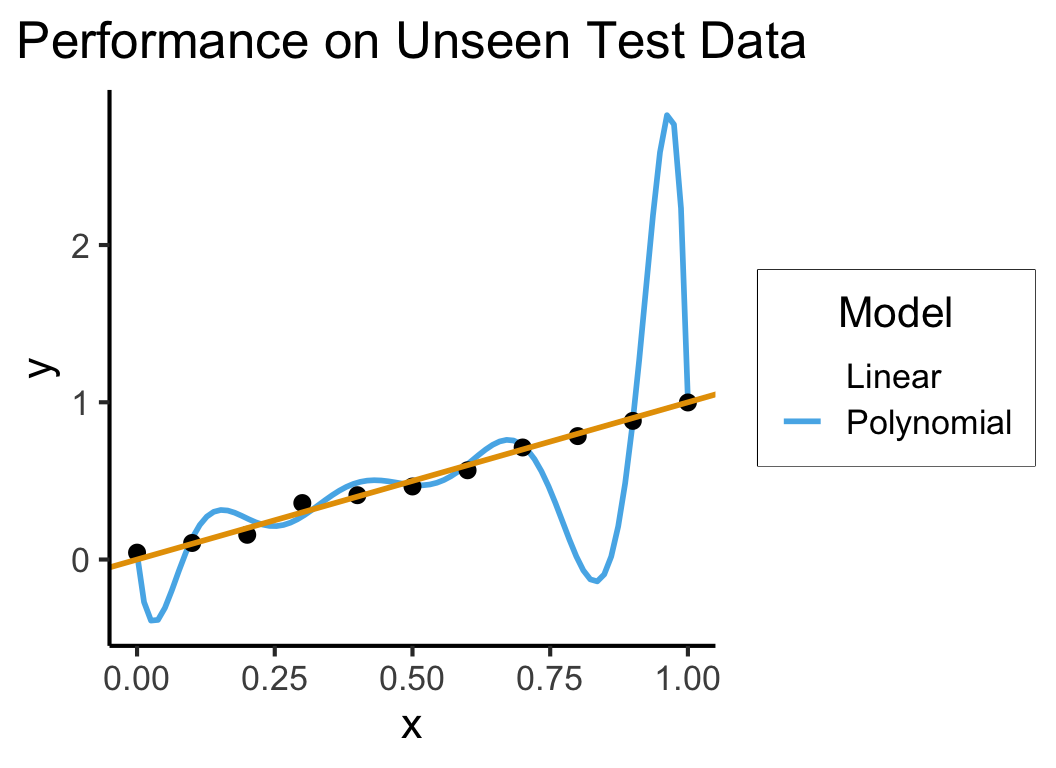 Performance on Unseen Test Data
y
2
1
0
0.00 0.25 0.50 0.75 1.00
x
Model
Linear
Polynomial